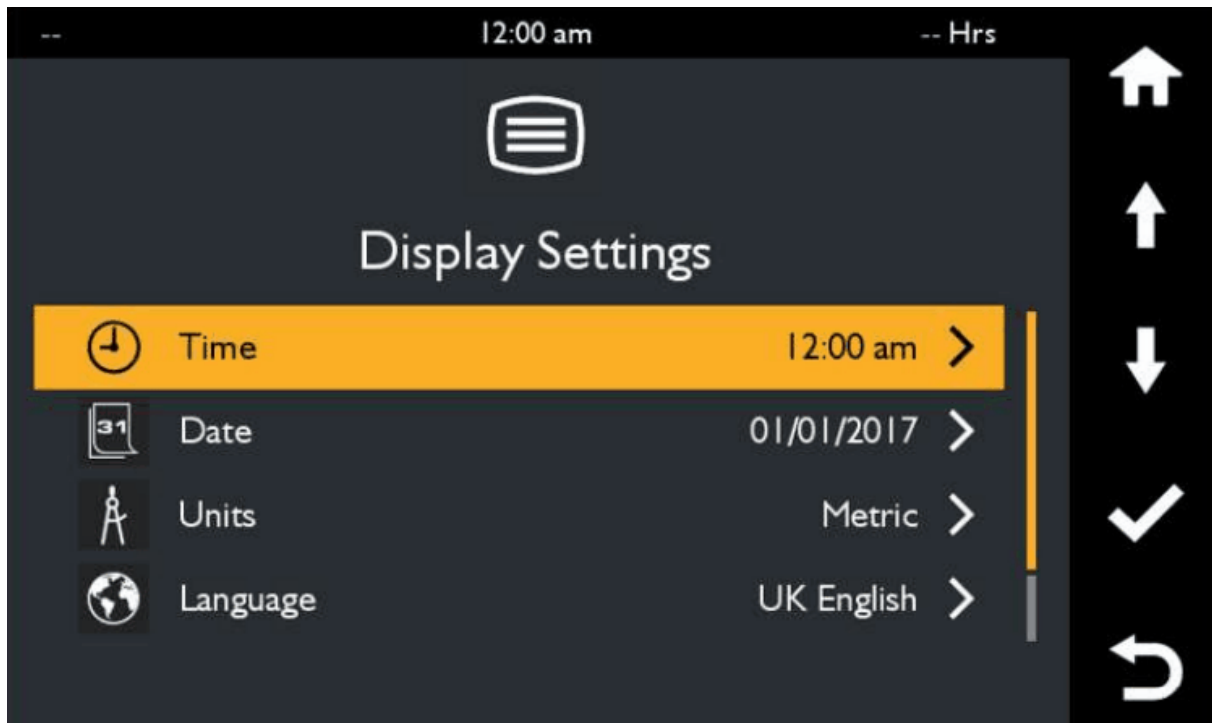 -- 12:00 am -- Hrs
Display Settings
Time 12:00 am
31 Date 01/01/2017
Units Metric
Language UK English